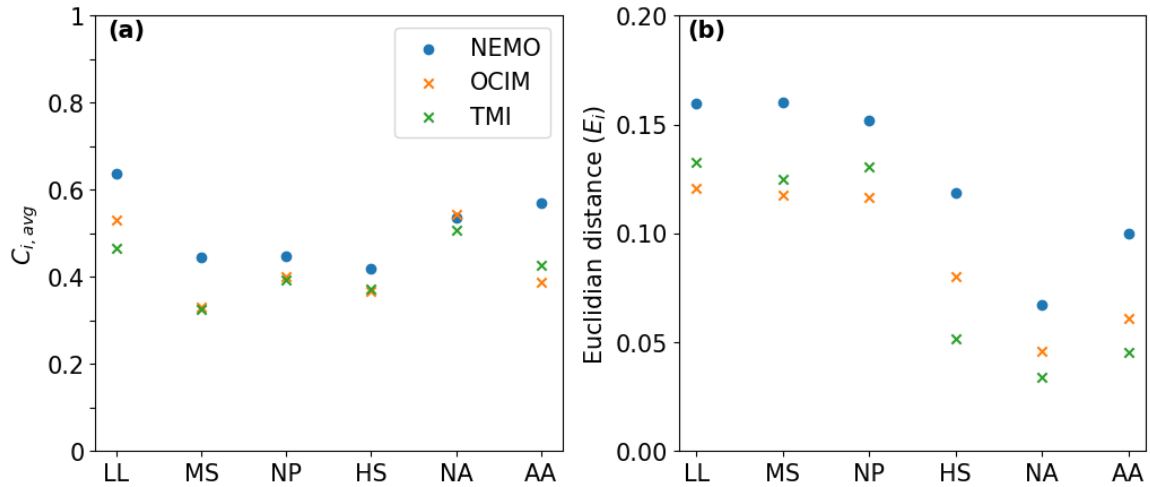 (a)
NEMO
OCIM
TMI
C_{i,avg}
1
0.8
0.6
0.4
0.2
0
LL MS NP HS NA AA
(b)
Euclidian distance (E_i)
0.20
0.15
0.10
0.05
0.00
LL MS NP HS NA AA